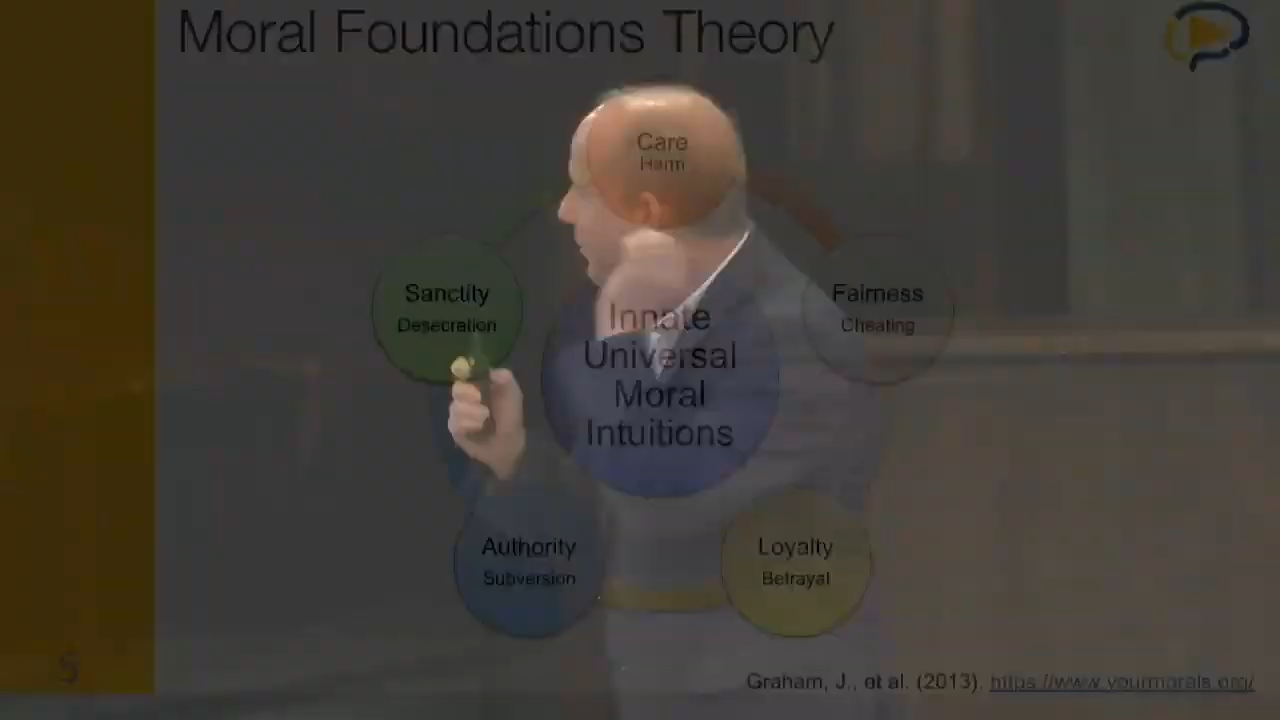 Moral Foundations Theory
Care
Harm
Sanctity
Desecration
Fairness
Cheating
Innate
Universal
Moral
Intuitions
Authority
Subversion
Loyalty
Betrayal
5
Graham, J., et al. (2013). https://www.yourmorals.org/